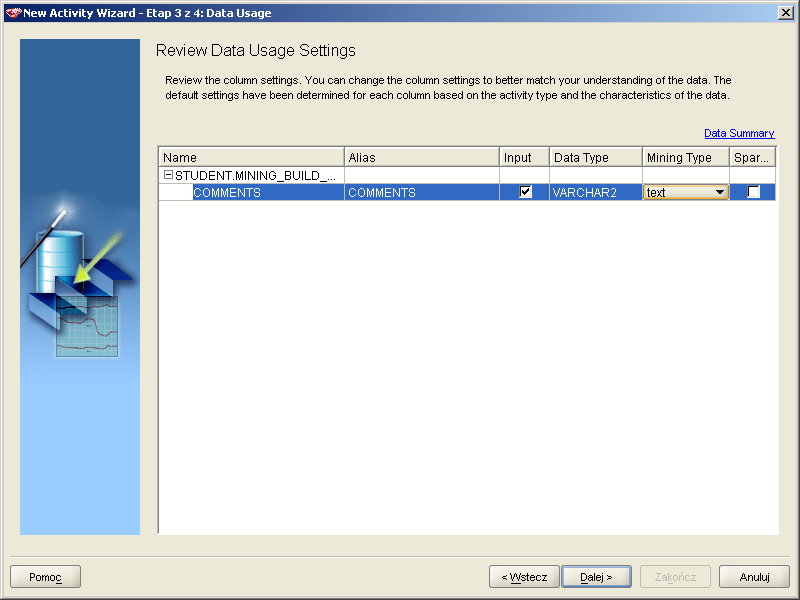 New Activity Wizard - Etap 3 z 4: Data Usage
Review Data Usage Settings
Review the column settings. You can change the column settings to better match your understanding of the data. The
default settings have been determined for each column based on the activity type and the characteristics of the data.
Data Summary
Name Alias Input Data Type Mining Type Spar...
STUDENT.MINING_BUILD_...
COMMENTS COMMENTS VARCHAR2 text
Pomoc < Wstecz Dalej > Zakończ Anuluj